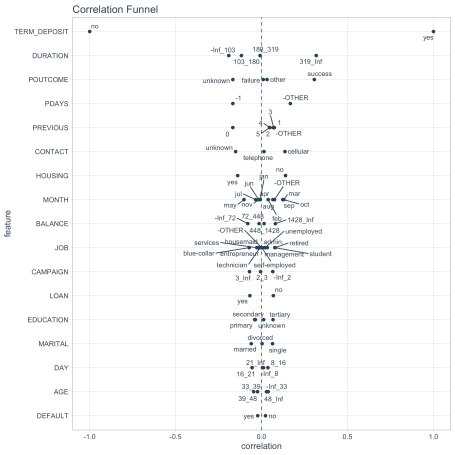 Correlation Funnel
TERM_DEPOSIT
no
yes
DURATION
-Inf_103
180_319
103_180
319_Inf
POUTCOME
success
unknown
failure
other
PDAYS
-1
-OTHER
PREVIOUS
3
4
1
0
5
2
-OTHER
CONTACT
unknown
cellular
telephone
HOUSING
no
yes
jan
-OTHER
MONTH
jun
jul
apr
mar
may
nov
aug
sep
oct
BALANCE
-Inf_72
72_448
feb
1428_Inf
448_1428
JOB
-OTHER
unemployed
services
housemaid
admin.
retired
blue-collar
entrepreneur
management
student
technician
self-employed
CAMPAIGN
3_Inf
2_3
-Inf_2
LOAN
no
yes
EDUCATION
secondary
tertiary
primary
unknown
MARITAL
divorced
married
single
DAY
21_Inf
8_16
16_21
-Inf_8
AGE
33_39
-Inf_33
39_48
48_Inf
DEFAULT
yes
no
feature
-1.0
-0.5
0.0
0.5
1.0
correlation